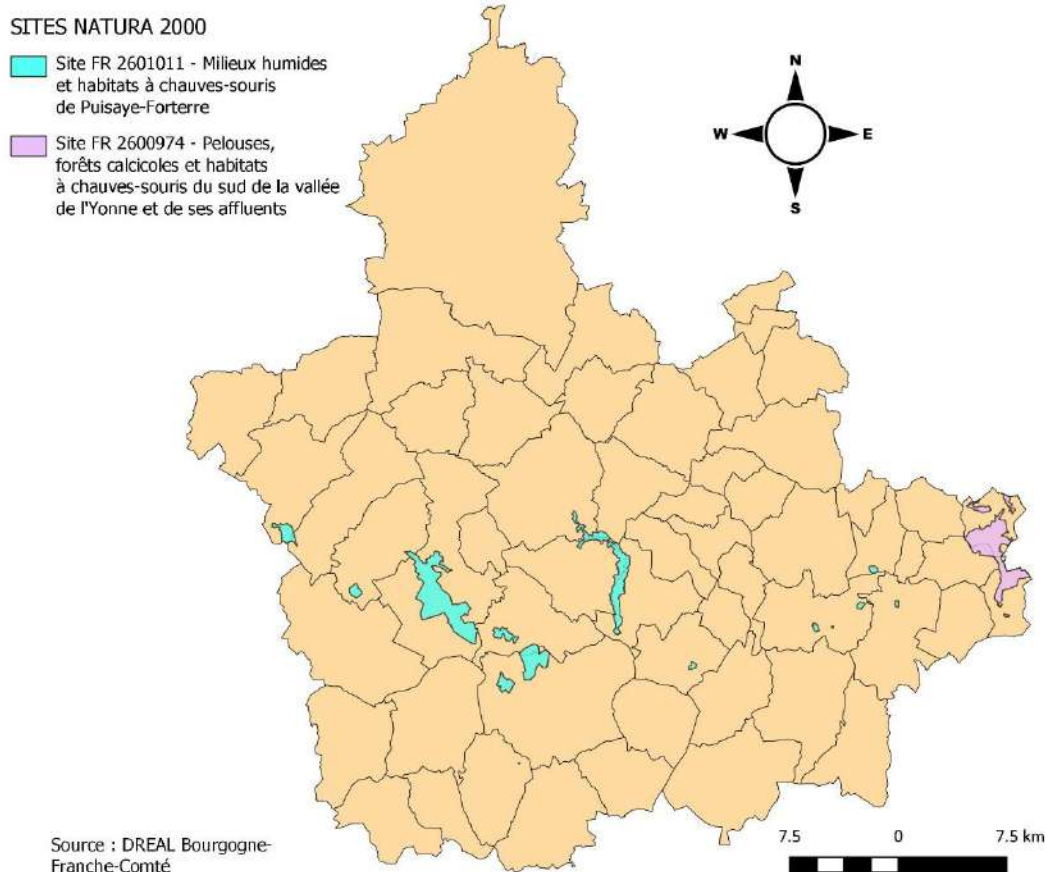 SITES NATURA 2000
Site FR 2601011 - Milieux humides
et habitats à chauves-souris
de Puisaye-Forterre
Site FR 2600974 - Pelouses,
forêts calcicoles et habitats
à chauves-souris du sud de la vallée
de l'Yonne et de ses affluents
N
W E
S
Source : DREAL Bourgogne-
Franche-Comté
7.5 0 7.5 km